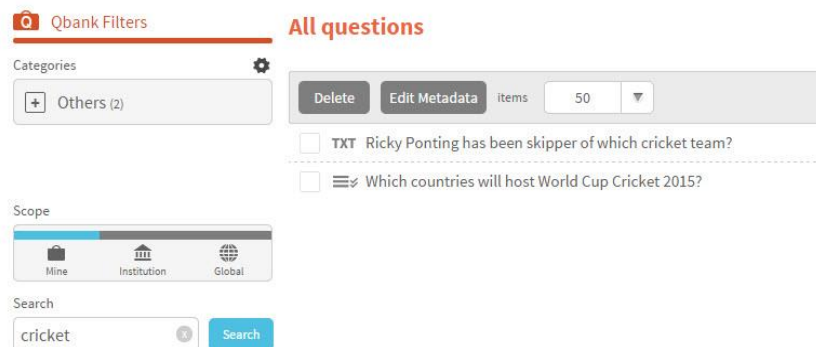 Qbank Filters
Categories
+ Others (2)
Scope
Mine Institution Global
Search
cricket x Search
All questions
Delete Edit Metadata items 50
TXT Ricky Ponting has been skipper of which cricket team?
Which countries will host World Cup Cricket 2015?